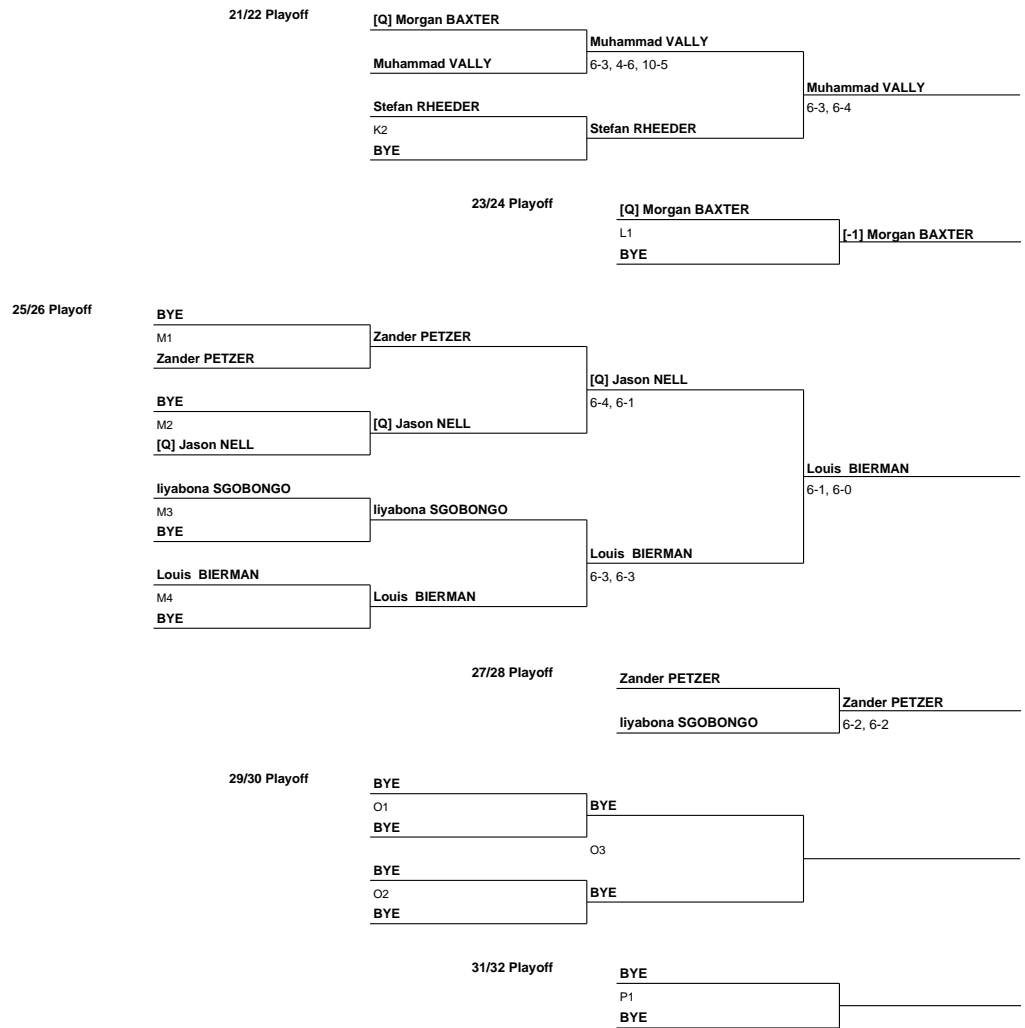 21/22 Playoff
[Q] Morgan BAXTER
Muhammad VALLY
Muhammad VALLY
6-3, 4-6, 10-5
Muhammad VALLY
6-3, 6-4
Stefan RHEEDER
K2
Stefan RHEEDER
BYE
23/24 Playoff
[Q] Morgan BAXTER
L1
[-1] Morgan BAXTER
BYE
25/26 Playoff
BYE
M1
Zander PETZER
Zander PETZER
[Q] Jason NELL
6-4, 6-1
BYE
M2
[Q] Jason NELL
[Q] Jason NELL
Louis BIERMAN
6-1, 6-0
liyabona SGOBONGO
M3
liyabona SGOBONGO
BYE
Louis BIERMAN
6-3, 6-3
Louis BIERMAN
M4
Louis BIERMAN
BYE
27/28 Playoff
Zander PETZER
Zander PETZER
liyabona SGOBONGO
6-2, 6-2
29/30 Playoff
BYE
O1
BYE
BYE
O3
BYE
O2
BYE
BYE
31/32 Playoff
BYE
P1
BYE